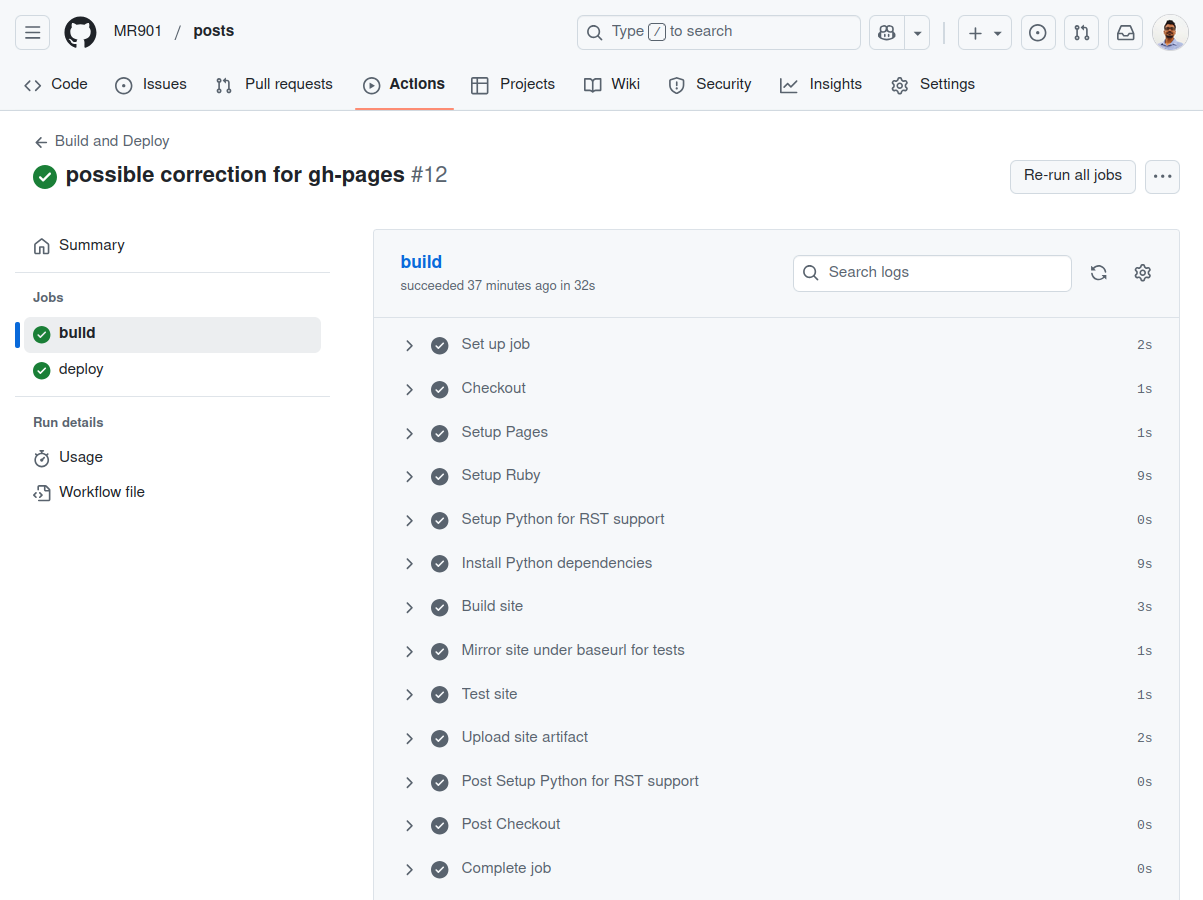 MR901 / posts
Type / to search
Code Issues Pull requests Actions Projects Wiki Security Insights Settings
Build and Deploy
possible correction for gh-pages #12
Re-run all jobs
Summary
Jobs
build
deploy
Run details
Usage
Workflow file
build
succeeded 37 minutes ago in 32s
Search logs
Set up job 2s
Checkout 1s
Setup Pages 1s
Setup Ruby 9s
Setup Python for RST support 0s
Install Python dependencies 9s
Build site 3s
Mirror site under baseurl for tests 1s
Test site 1s
Upload site artifact 2s
Post Setup Python for RST support 0s
Post Checkout 0s
Complete job 0s